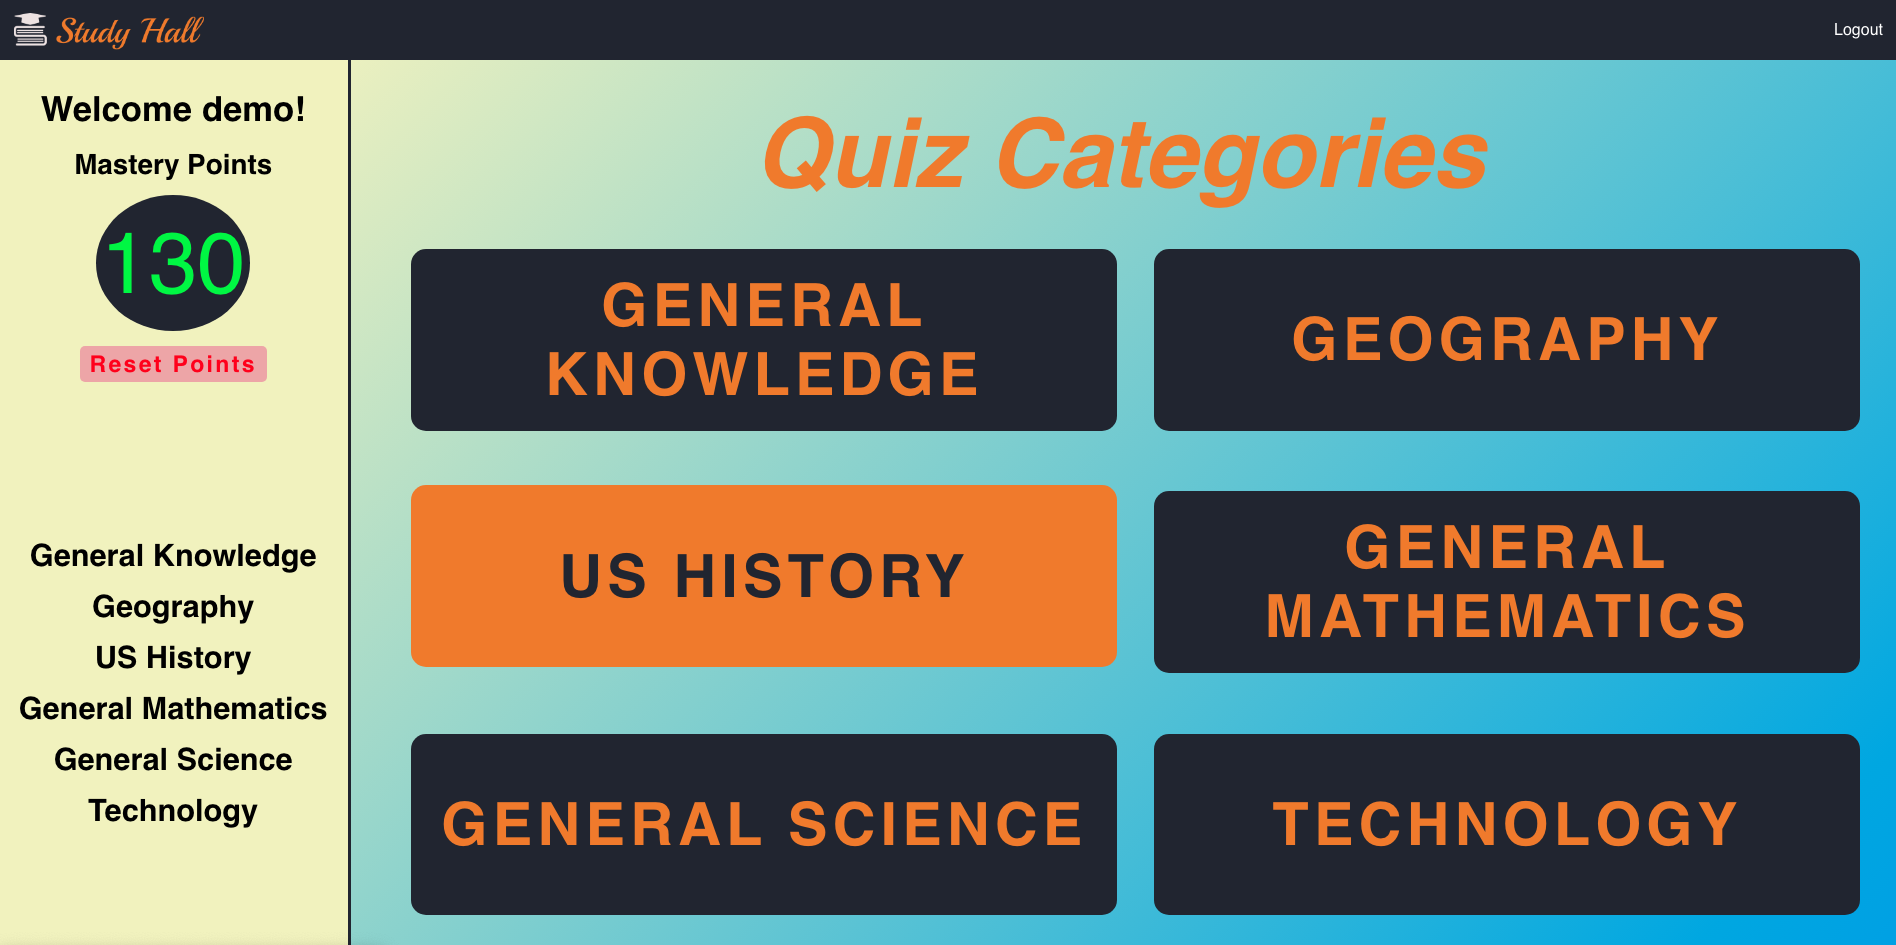 Study Hall
Logout
Welcome demo!
Mastery Points
130
Reset Points
General Knowledge
Geography
US History
General Mathematics
General Science
Technology
Quiz Categories
GENERAL
KNOWLEDGE
GEOGRAPHY
US HISTORY
GENERAL
MATHEMATICS
GENERAL SCIENCE
TECHNOLOGY